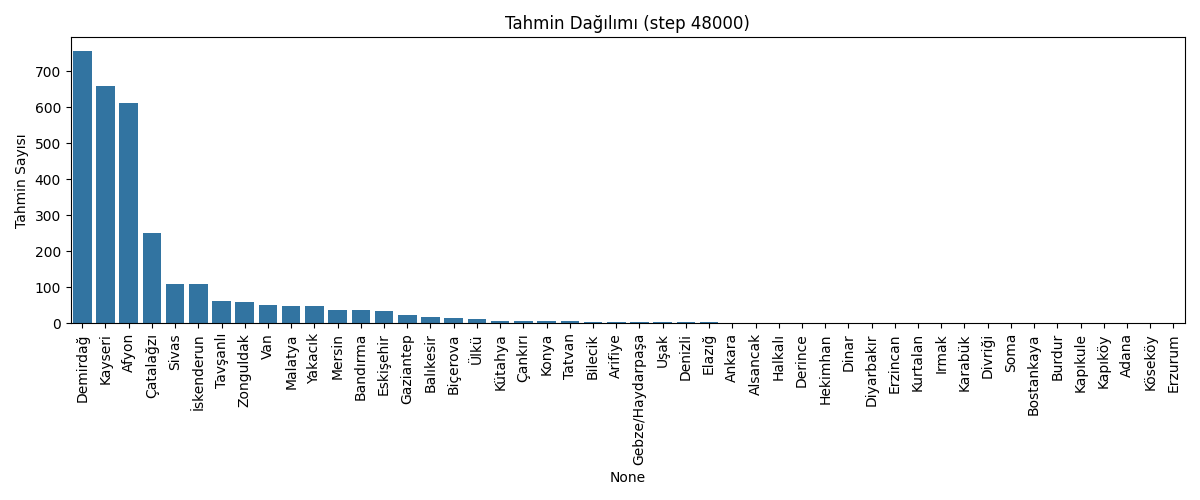 Tahmin Dağılımı (step 48000)
Tahmin Sayısı
700
600
500
400
300
200
100
0
Demirdağ
Kayseri
Afyon
Çatalağzı
Sivas
İskenderun
Tavşanlı
Zonguldak
Van
Malatya
Yakacık
Mersin
Bandırma
Eskişehir
Gaziantep
Balıkesir
Biçerova
Ülkü
Kütahya
Çankırı
Konya
Tatvan
Bilecik
Arifiye
Gebze/Haydarpaşa
Uşak
Denizli
Elazığ
Ankara
Alsancak
Halkalı
Derince
Hekimhan
Dinar
Diyarbakır
Erzincan
Kurtalan
Irmak
Karabük
Divriği
Soma
Bostankaya
Burdur
Kapıkule
Kapıköy
Adana
Köseköy
Erzurum
None